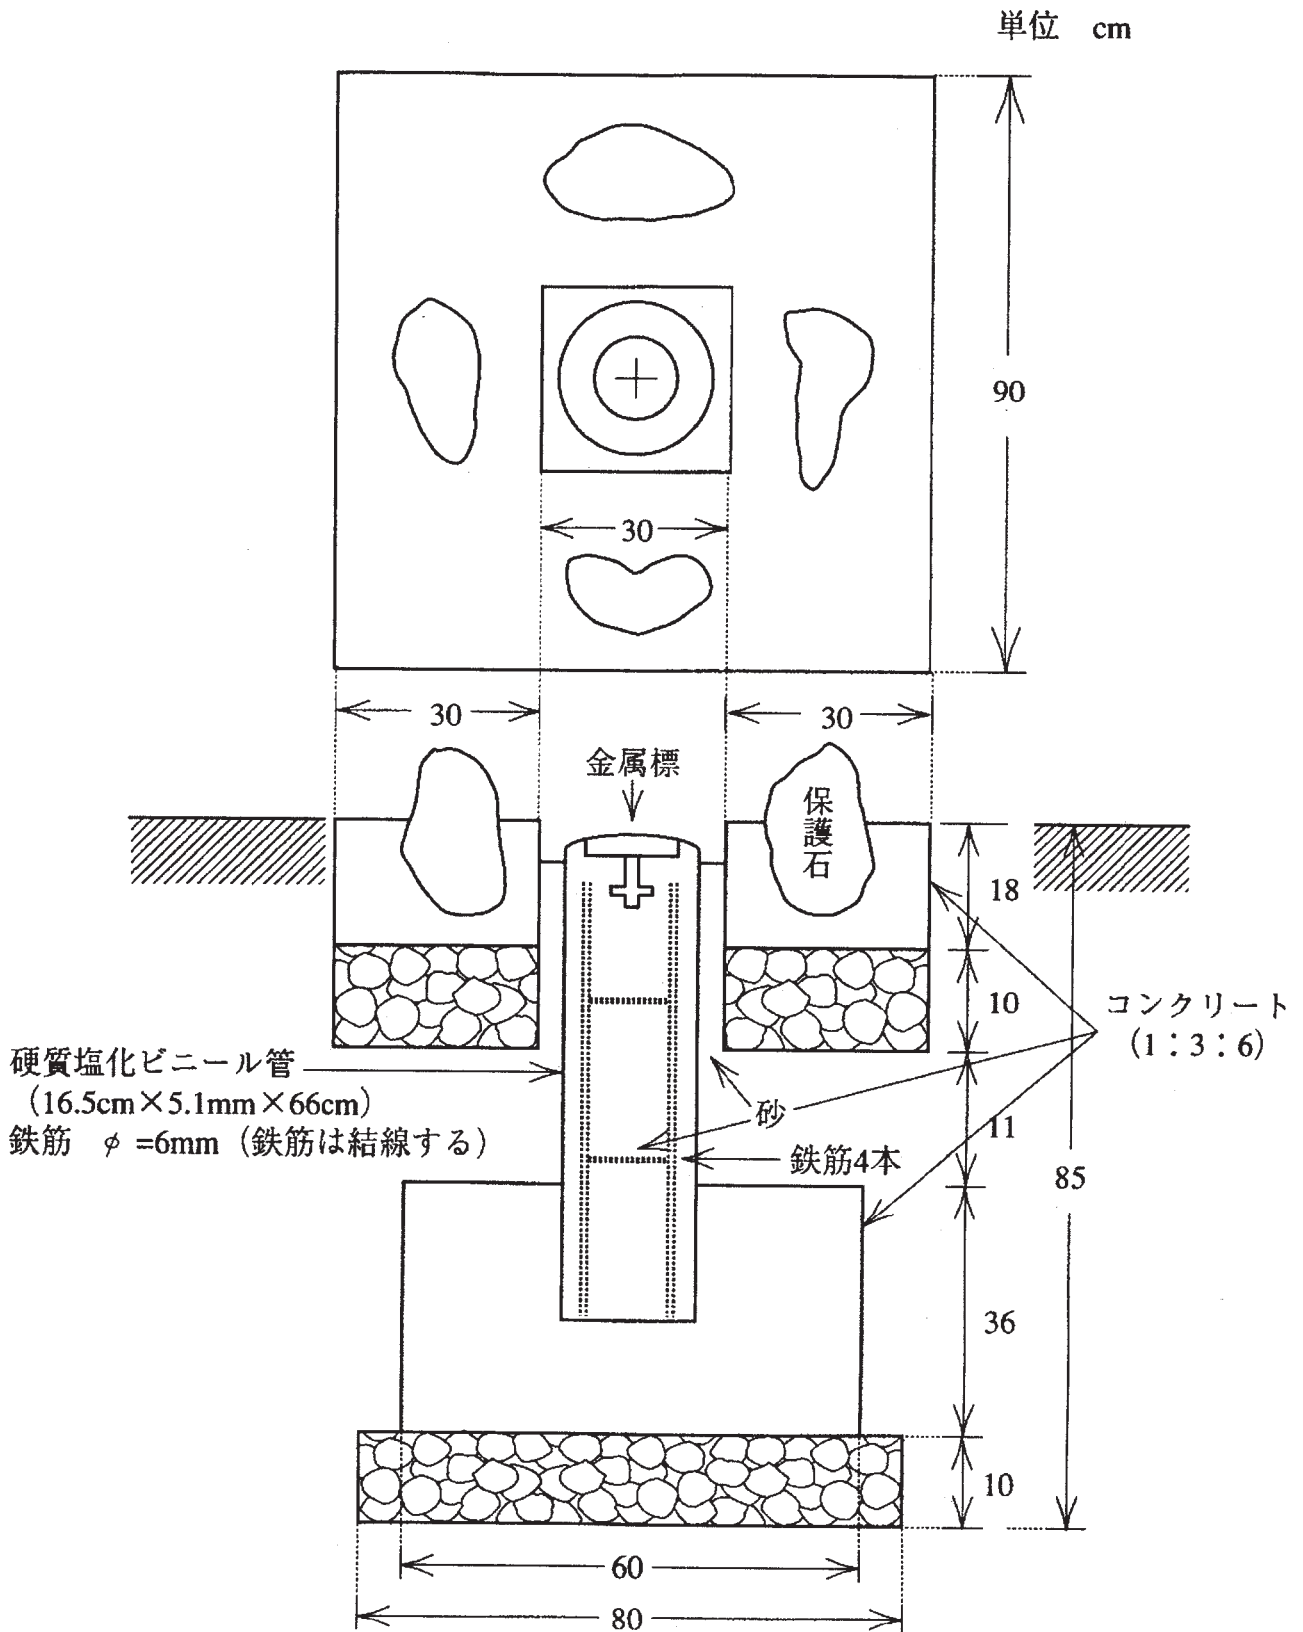 単位　cm
90
30
30
30
金属標
保護石
18
10
コンクリート
（1：3：6）
硬質塩化ビニール管
（16.5cm×5.1mm×66cm）
鉄筋　φ =6mm（鉄筋は結線する）
砂
11
鉄筋4本
85
36
10
60
80